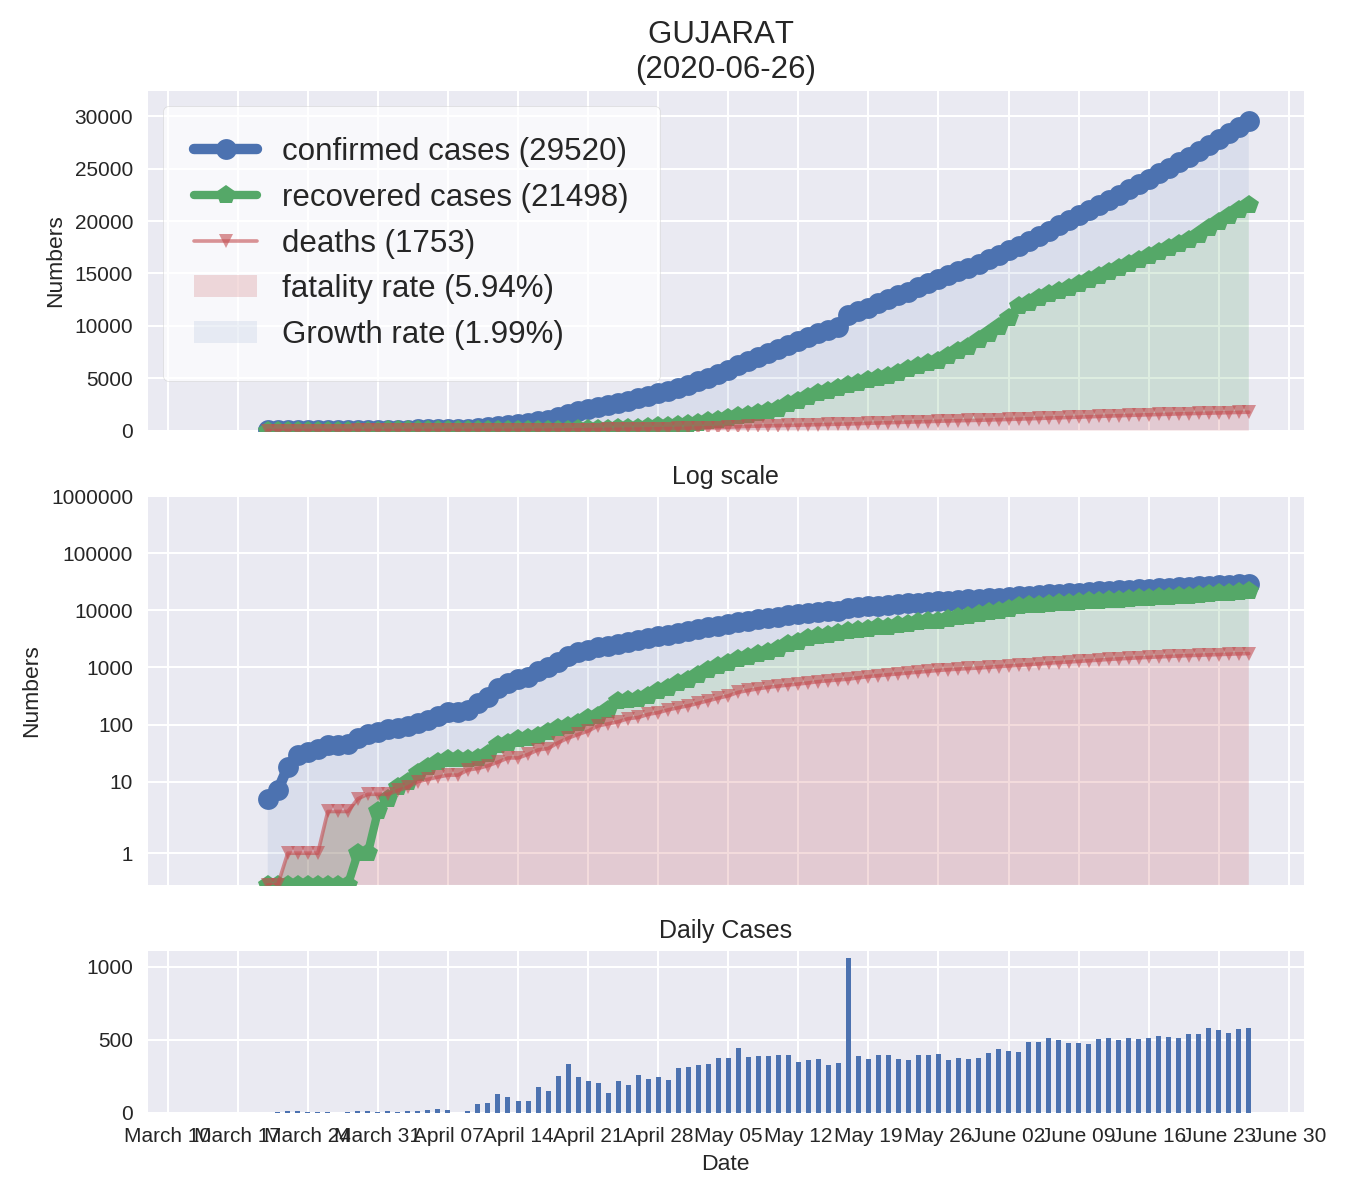 GUJARAT
(2020-06-26)
30000
25000
20000
15000
10000
5000
0
Numbers
confirmed cases (29520)
recovered cases (21498)
deaths (1753)
fatality rate (5.94%)
Growth rate (1.99%)
Log scale
1000000
100000
10000
1000
100
10
1
Numbers
Daily Cases
1000
500
0
March 10 March 17 March 24 March 31 April 07 April 14 April 21 April 28 May 05 May 12 May 19 May 26 June 02 June 09 June 16 June 23 June 30
Date